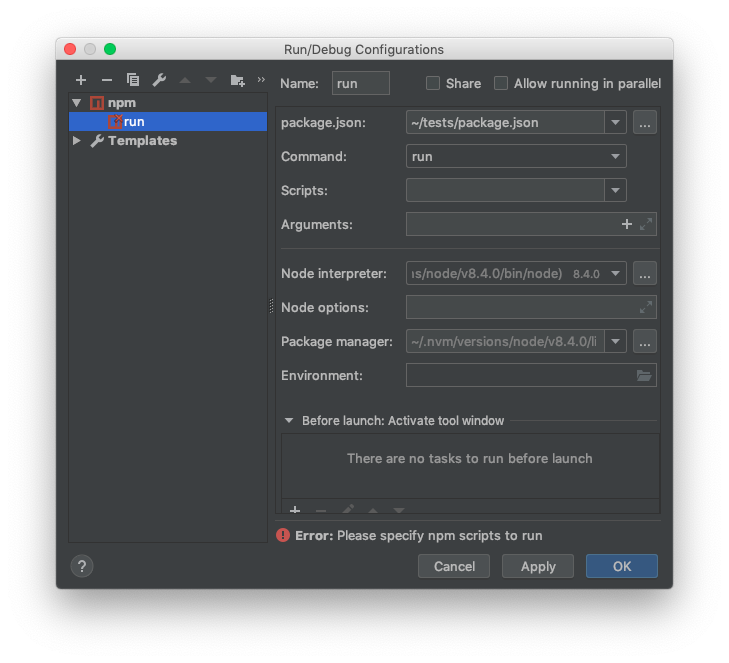 Run/Debug Configurations
npm
run
Templates
Name: run Share Allow running in parallel
package.json: ~/tests/package.json ...
Command: run
Scripts:
Arguments:
Node interpreter: s/node/v8.4.0/bin/node) 8.4.0 ...
Node options:
Package manager: ~/.nvm/versions/node/v8.4.0/li ...
Environment:
Before launch: Activate tool window
There are no tasks to run before launch
Error: Please specify npm scripts to run
? Cancel Apply OK